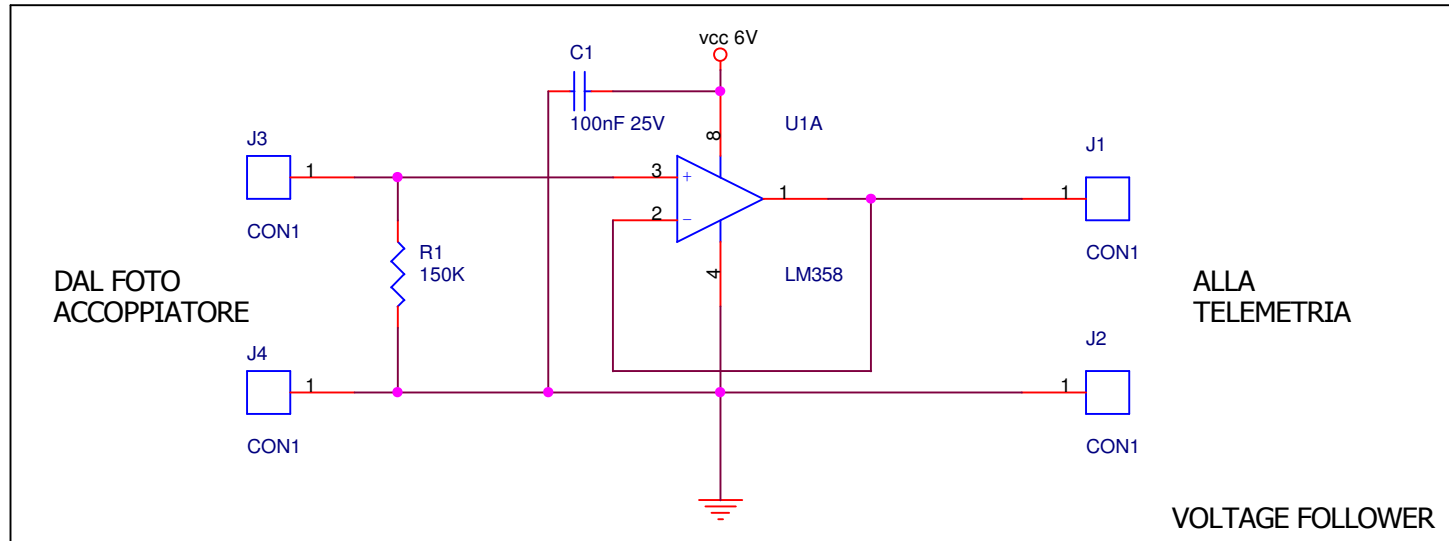 vcc 6V
C1
100nF 25V
8
U1A
J3
1
CON1
3
+
2
−
1
4
LM358
J1
1
CON1
R1
150K
DAL FOTO
ACCOPPIATORE
ALLA
TELEMETRIA
J4
1
CON1
J2
1
CON1
VOLTAGE FOLLOWER